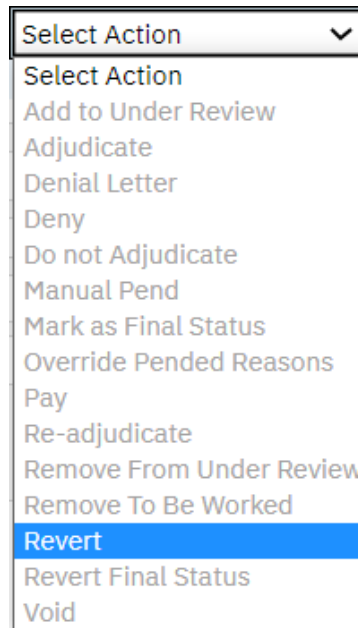 Select Action
Select Action
Add to Under Review
Adjudicate
Denial Letter
Deny
Do not Adjudicate
Manual Pend
Mark as Final Status
Override Pended Reasons
Pay
Re-adjudicate
Remove From Under Review
Remove To Be Worked
Revert
Revert Final Status
Void